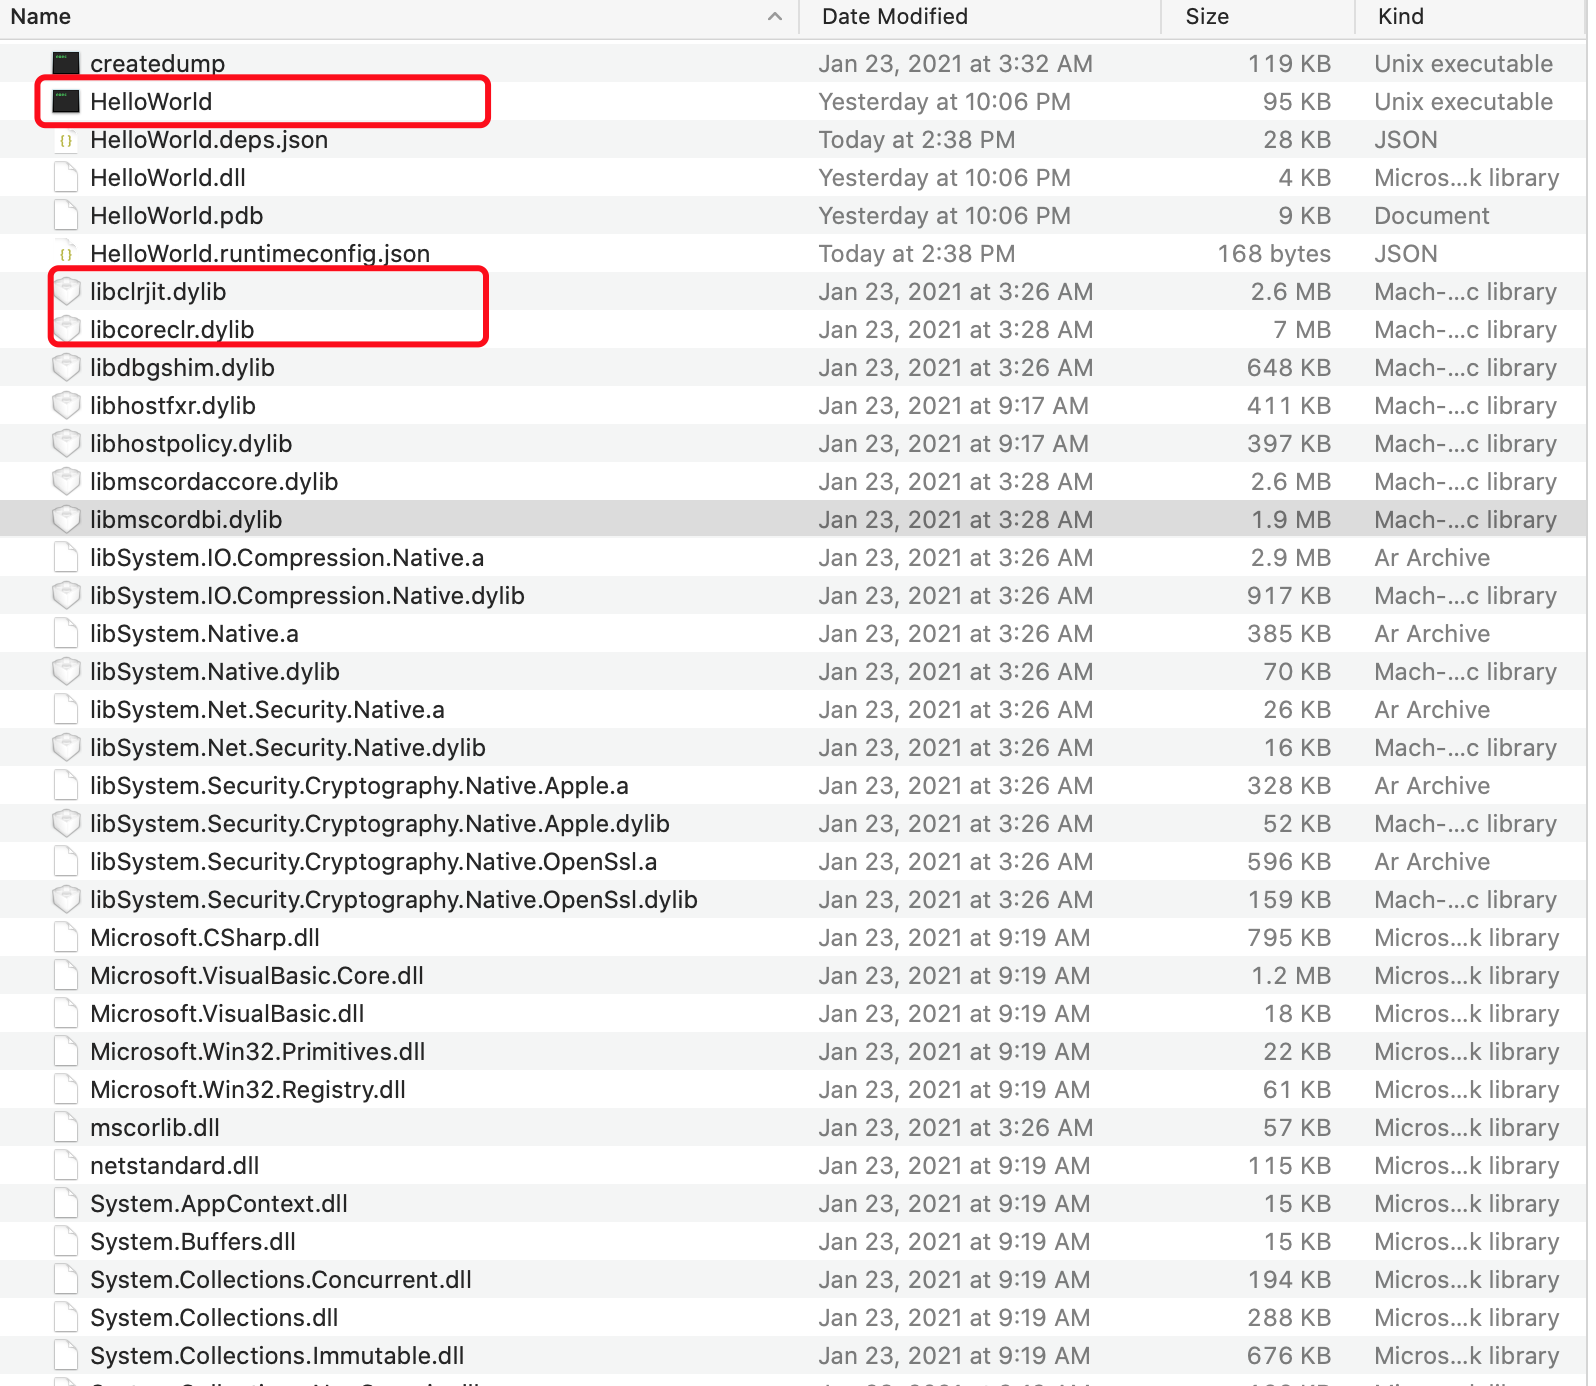 Name Date Modified Size Kind
createdump Jan 23, 2021 at 3:32 AM 119 KB Unix executable
HelloWorld Yesterday at 10:06 PM 95 KB Unix executable
HelloWorld.deps.json Today at 2:38 PM 28 KB JSON
HelloWorld.dll Yesterday at 10:06 PM 4 KB Micros...k library
HelloWorld.pdb Yesterday at 10:06 PM 9 KB Document
HelloWorld.runtimeconfig.json Today at 2:38 PM 168 bytes JSON
libclrjit.dylib Jan 23, 2021 at 3:26 AM 2.6 MB Mach-...c library
libcoreclr.dylib Jan 23, 2021 at 3:28 AM 7 MB Mach-...c library
libdbgshim.dylib Jan 23, 2021 at 3:26 AM 648 KB Mach-...c library
libhostfxr.dylib Jan 23, 2021 at 9:17 AM 411 KB Mach-...c library
libhostpolicy.dylib Jan 23, 2021 at 9:17 AM 397 KB Mach-...c library
libmscordaccore.dylib Jan 23, 2021 at 3:28 AM 2.6 MB Mach-...c library
libmscordbi.dylib Jan 23, 2021 at 3:28 AM 1.9 MB Mach-...c library
libSystem.IO.Compression.Native.a Jan 23, 2021 at 3:26 AM 2.9 MB Ar Archive
libSystem.IO.Compression.Native.dylib Jan 23, 2021 at 3:26 AM 917 KB Mach-...c library
libSystem.Native.a Jan 23, 2021 at 3:26 AM 385 KB Ar Archive
libSystem.Native.dylib Jan 23, 2021 at 3:26 AM 70 KB Mach-...c library
libSystem.Net.Security.Native.a Jan 23, 2021 at 3:26 AM 26 KB Ar Archive
libSystem.Net.Security.Native.dylib Jan 23, 2021 at 3:26 AM 16 KB Mach-...c library
libSystem.Security.Cryptography.Native.Apple.a Jan 23, 2021 at 3:26 AM 328 KB Ar Archive
libSystem.Security.Cryptography.Native.Apple.dylib Jan 23, 2021 at 3:26 AM 52 KB Mach-...c library
libSystem.Security.Cryptography.Native.OpenSsl.a Jan 23, 2021 at 3:26 AM 596 KB Ar Archive
libSystem.Security.Cryptography.Native.OpenSsl.dylib Jan 23, 2021 at 3:26 AM 159 KB Mach-...c library
Microsoft.CSharp.dll Jan 23, 2021 at 9:19 AM 795 KB Micros...k library
Microsoft.VisualBasic.Core.dll Jan 23, 2021 at 9:19 AM 1.2 MB Micros...k library
Microsoft.VisualBasic.dll Jan 23, 2021 at 9:19 AM 18 KB Micros...k library
Microsoft.Win32.Primitives.dll Jan 23, 2021 at 9:19 AM 22 KB Micros...k library
Microsoft.Win32.Registry.dll Jan 23, 2021 at 9:19 AM 61 KB Micros...k library
mscorlib.dll Jan 23, 2021 at 3:26 AM 57 KB Micros...k library
netstandard.dll Jan 23, 2021 at 9:19 AM 115 KB Micros...k library
System.AppContext.dll Jan 23, 2021 at 9:19 AM 15 KB Micros...k library
System.Buffers.dll Jan 23, 2021 at 9:19 AM 15 KB Micros...k library
System.Collections.Concurrent.dll Jan 23, 2021 at 9:19 AM 194 KB Micros...k library
System.Collections.dll Jan 23, 2021 at 9:19 AM 288 KB Micros...k library
System.Collections.Immutable.dll Jan 23, 2021 at 9:19 AM 676 KB Micros...k library